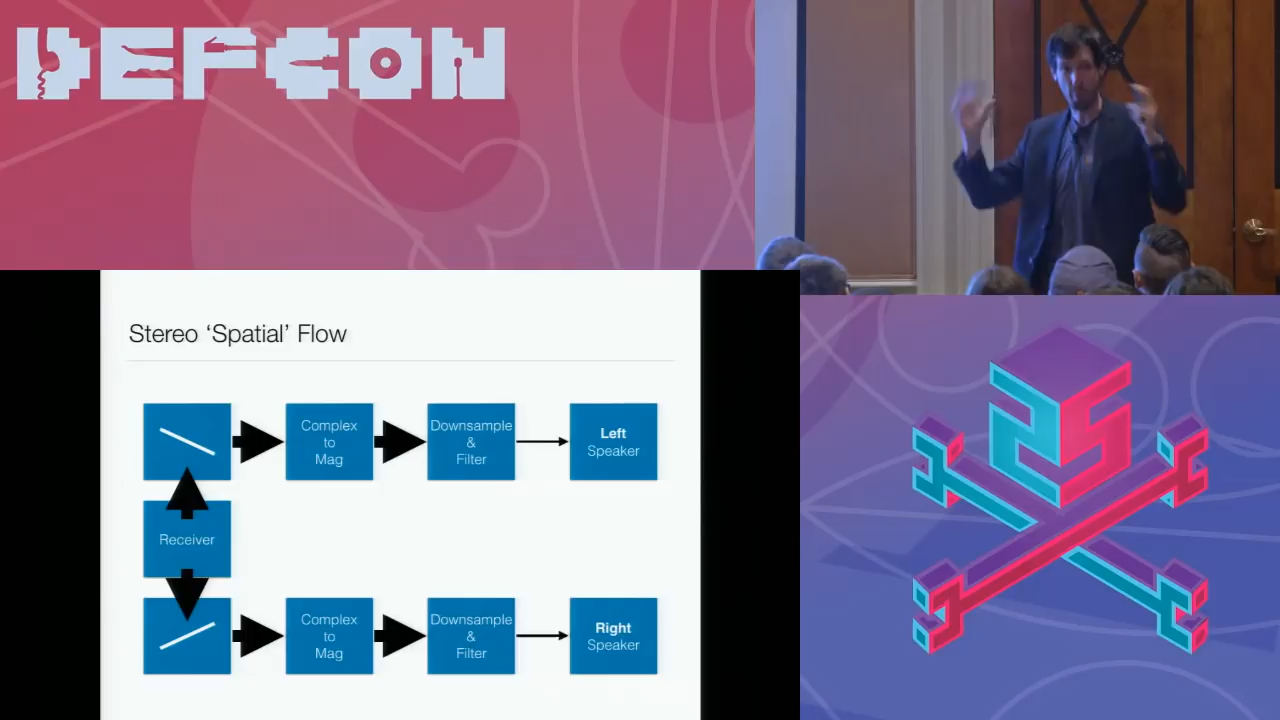 DEFCON
Stereo ‘Spatial’ Flow
Complex
to
Mag
Downsample
&
Filter
Left
Speaker
Receiver
Complex
to
Mag
Downsample
&
Filter
Right
Speaker
25